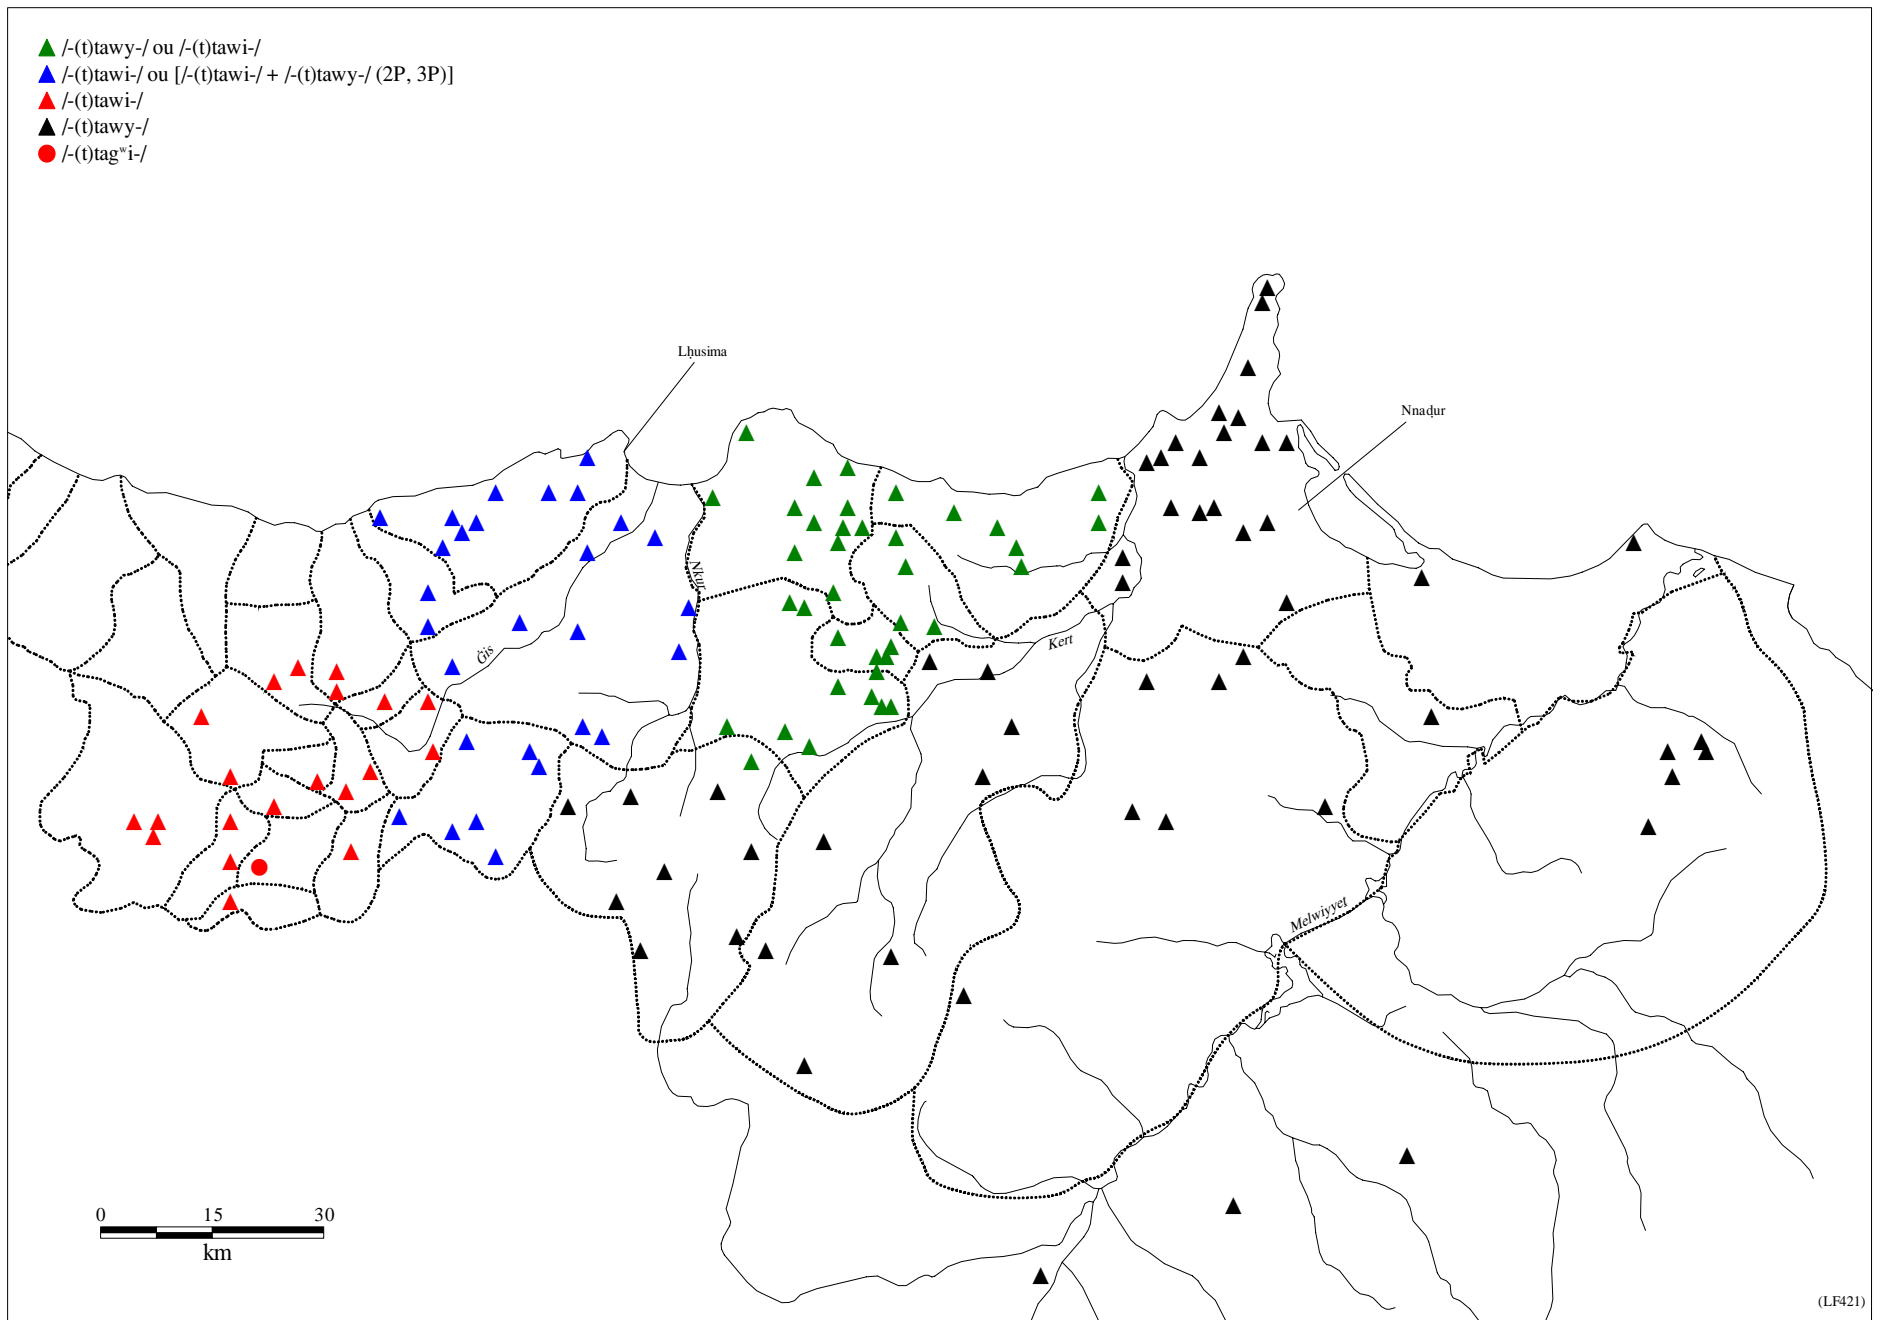 /-(t)tawy-/ ou /-(t)tawi-/
/-(t)tawi-/ ou [/-(t)tawi-/ + /-(t)tawy-/ (2P, 3P)]
/-(t)tawi-/
/-(t)tawy-/
/-(t)tagʷi-/
Lḥusima
Nnaḍur
Nkur
Kert
Ġis
Melwiyyet
0 15 30
km
(LF421)